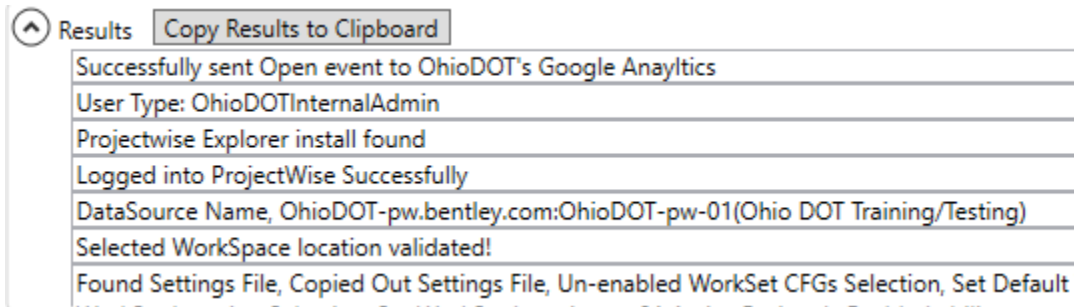 Results Copy Results to Clipboard
Successfully sent Open event to OhioDOT's Google Anayltics
User Type: OhioDOTInternalAdmin
Projectwise Explorer install found
Logged into ProjectWise Successfully
DataSource Name, OhioDOT-pw.bentley.com:OhioDOT-pw-01(Ohio DOT Training/Testing)
Selected WorkSpace location validated!
Found Settings File, Copied Out Settings File, Un-enabled WorkSet CFGs Selection, Set Default